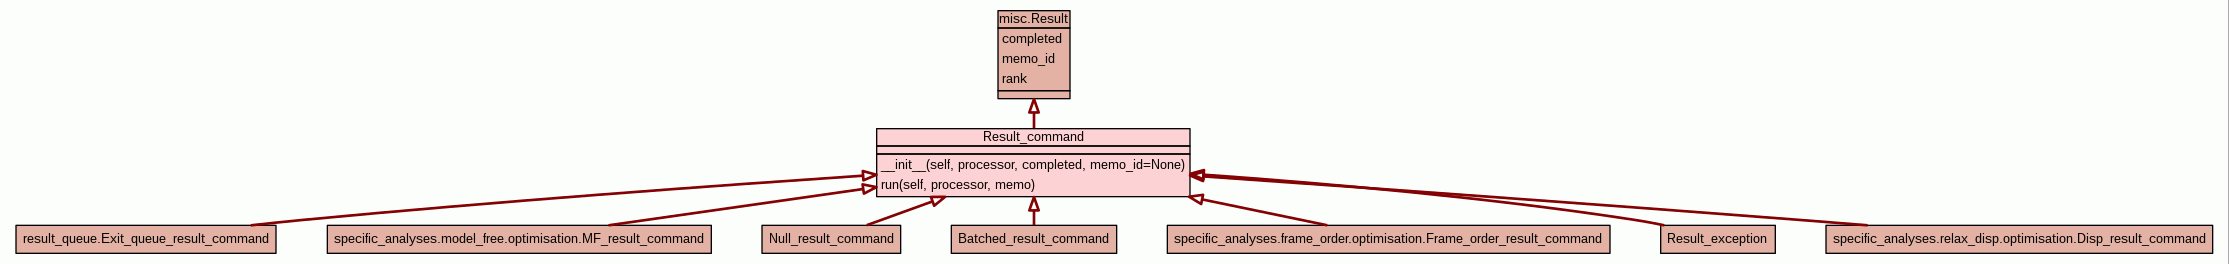 misc.Result
completed
memo_id
rank
Result_command
__init__(self, processor, completed, memo_id=None)
run(self, processor, memo)
result_queue.Exit_queue_result_command
specific_analyses.model_free.optimisation.MF_result_command
Null_result_command
Batched_result_command
specific_analyses.frame_order.optimisation.Frame_order_result_command
Result_exception
specific_analyses.relax_disp.optimisation.Disp_result_command